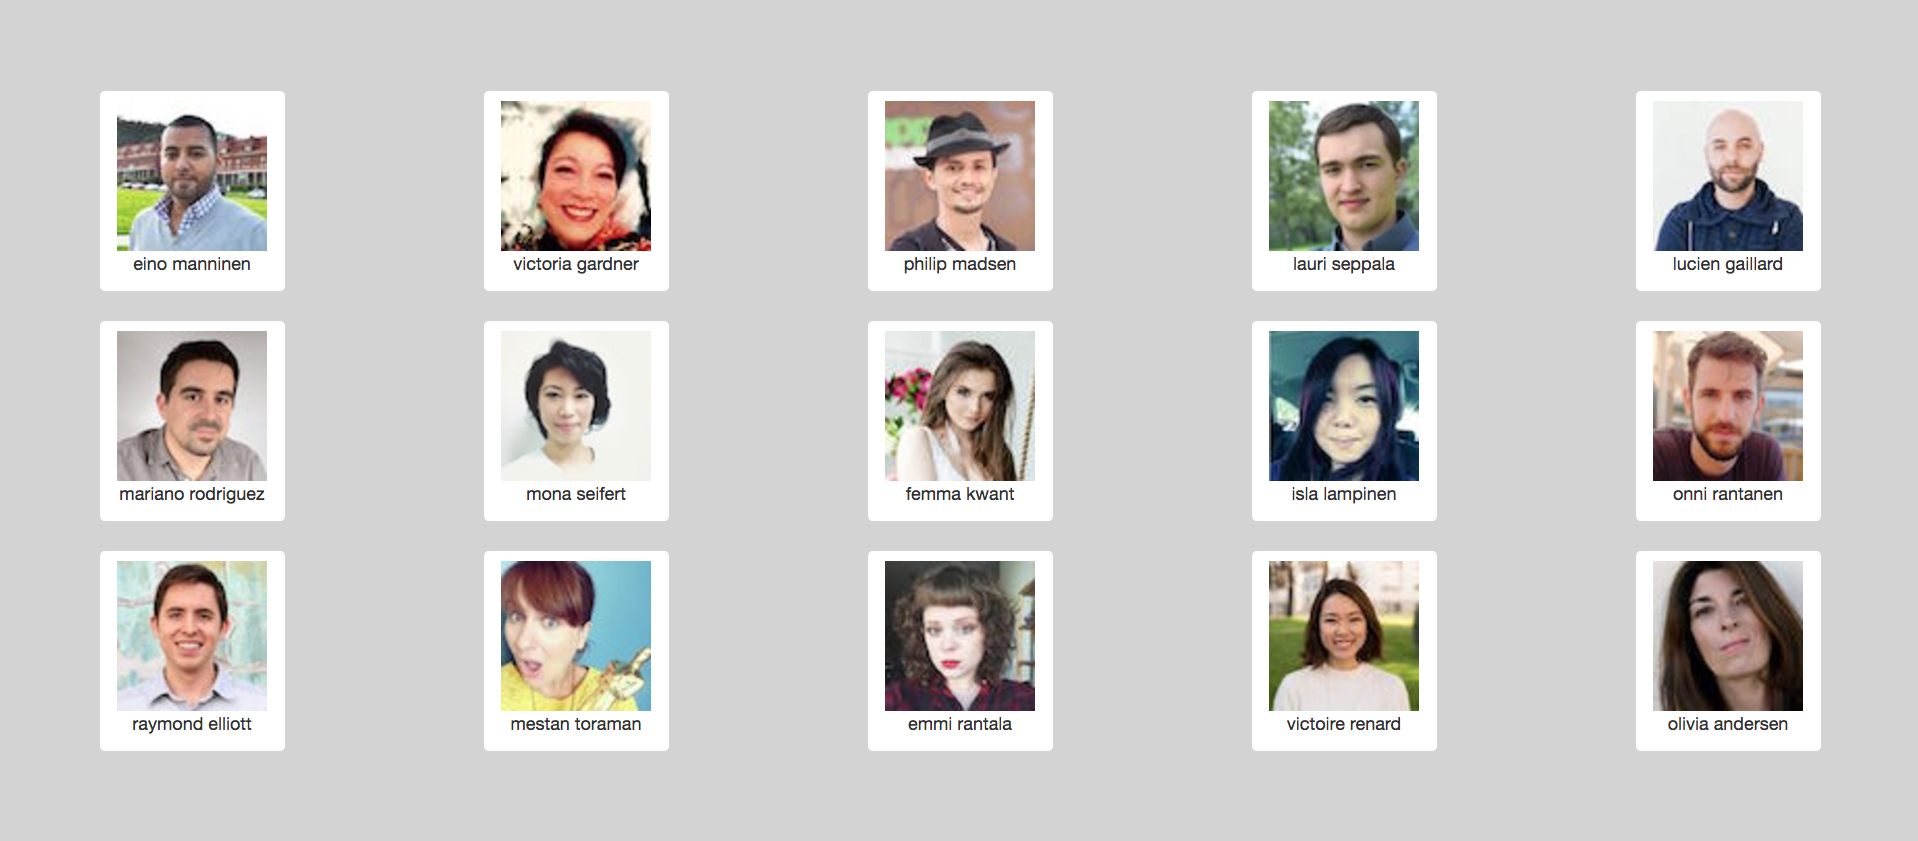 eino manninen
victoria gardner
philip madsen
lauri seppala
lucien gaillard
mariano rodriguez
mona seifert
femma kwant
isla lampinen
onni rantanen
raymond elliott
mestan toraman
emmi rantala
victoire renard
olivia andersen